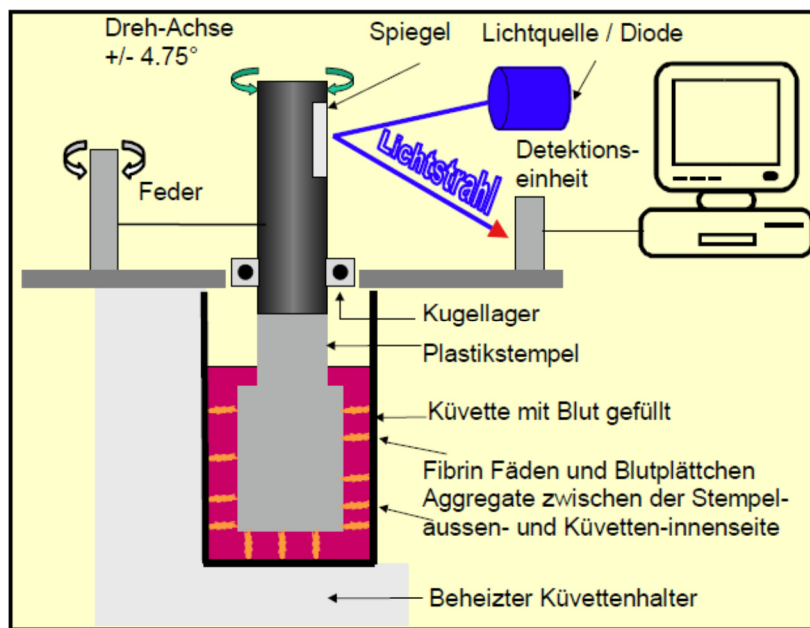 Dreh-Achse
+/- 4.75°
Spiegel
Lichtquelle / Diode
Lichtstrahl
Detektions-
einheit
Feder
Kugellager
Plastikstempel
Küvette mit Blut gefüllt
Fibrin Fäden und Blutplättchen
Aggregate zwischen der Stempel-
aussen- und Küvetten-innenseite
Beheizter Küvettenhalter